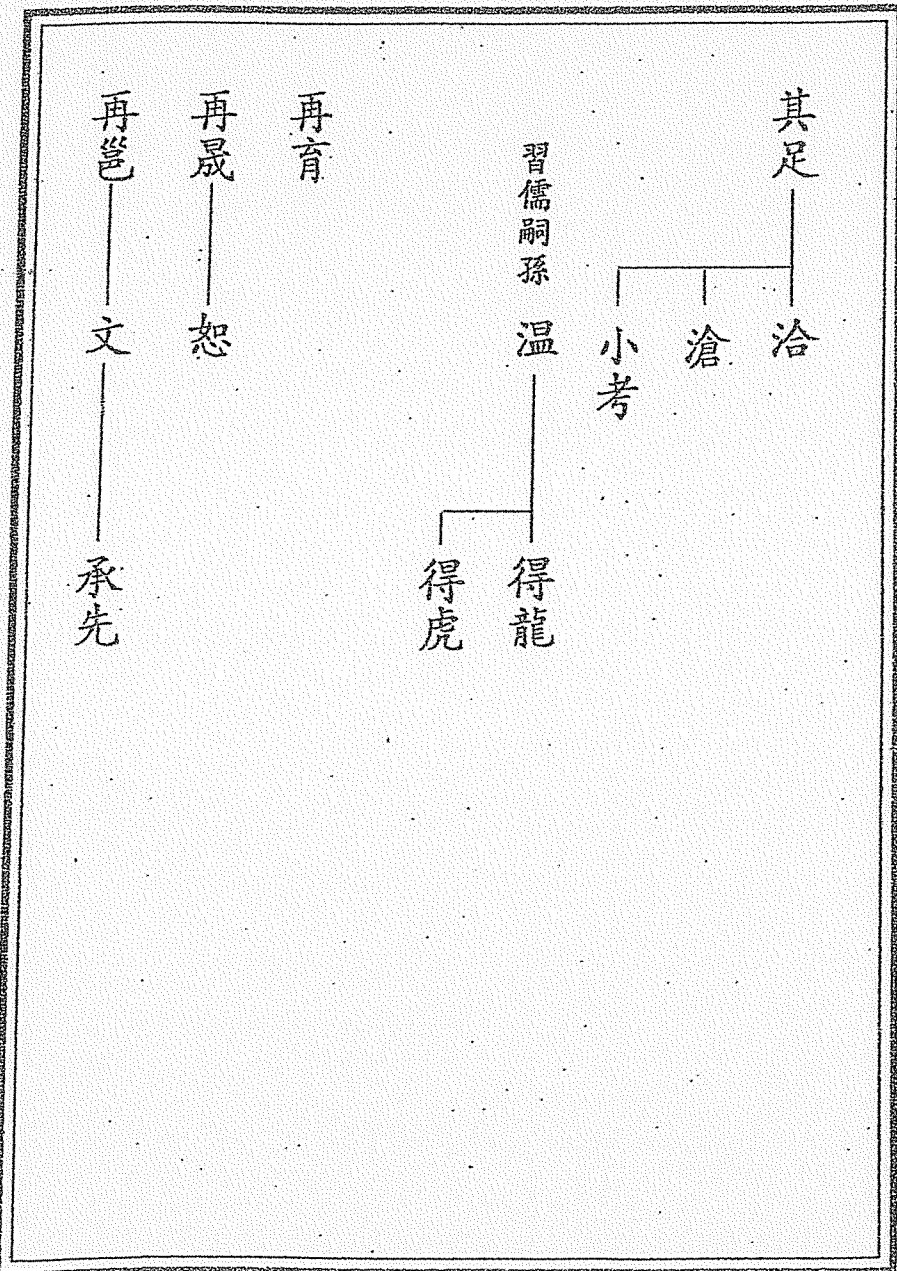 其足
洽
滄
小考
習儒嗣孫
温
得龍
得虎
再育
再晟
恕
再邕
文
承先